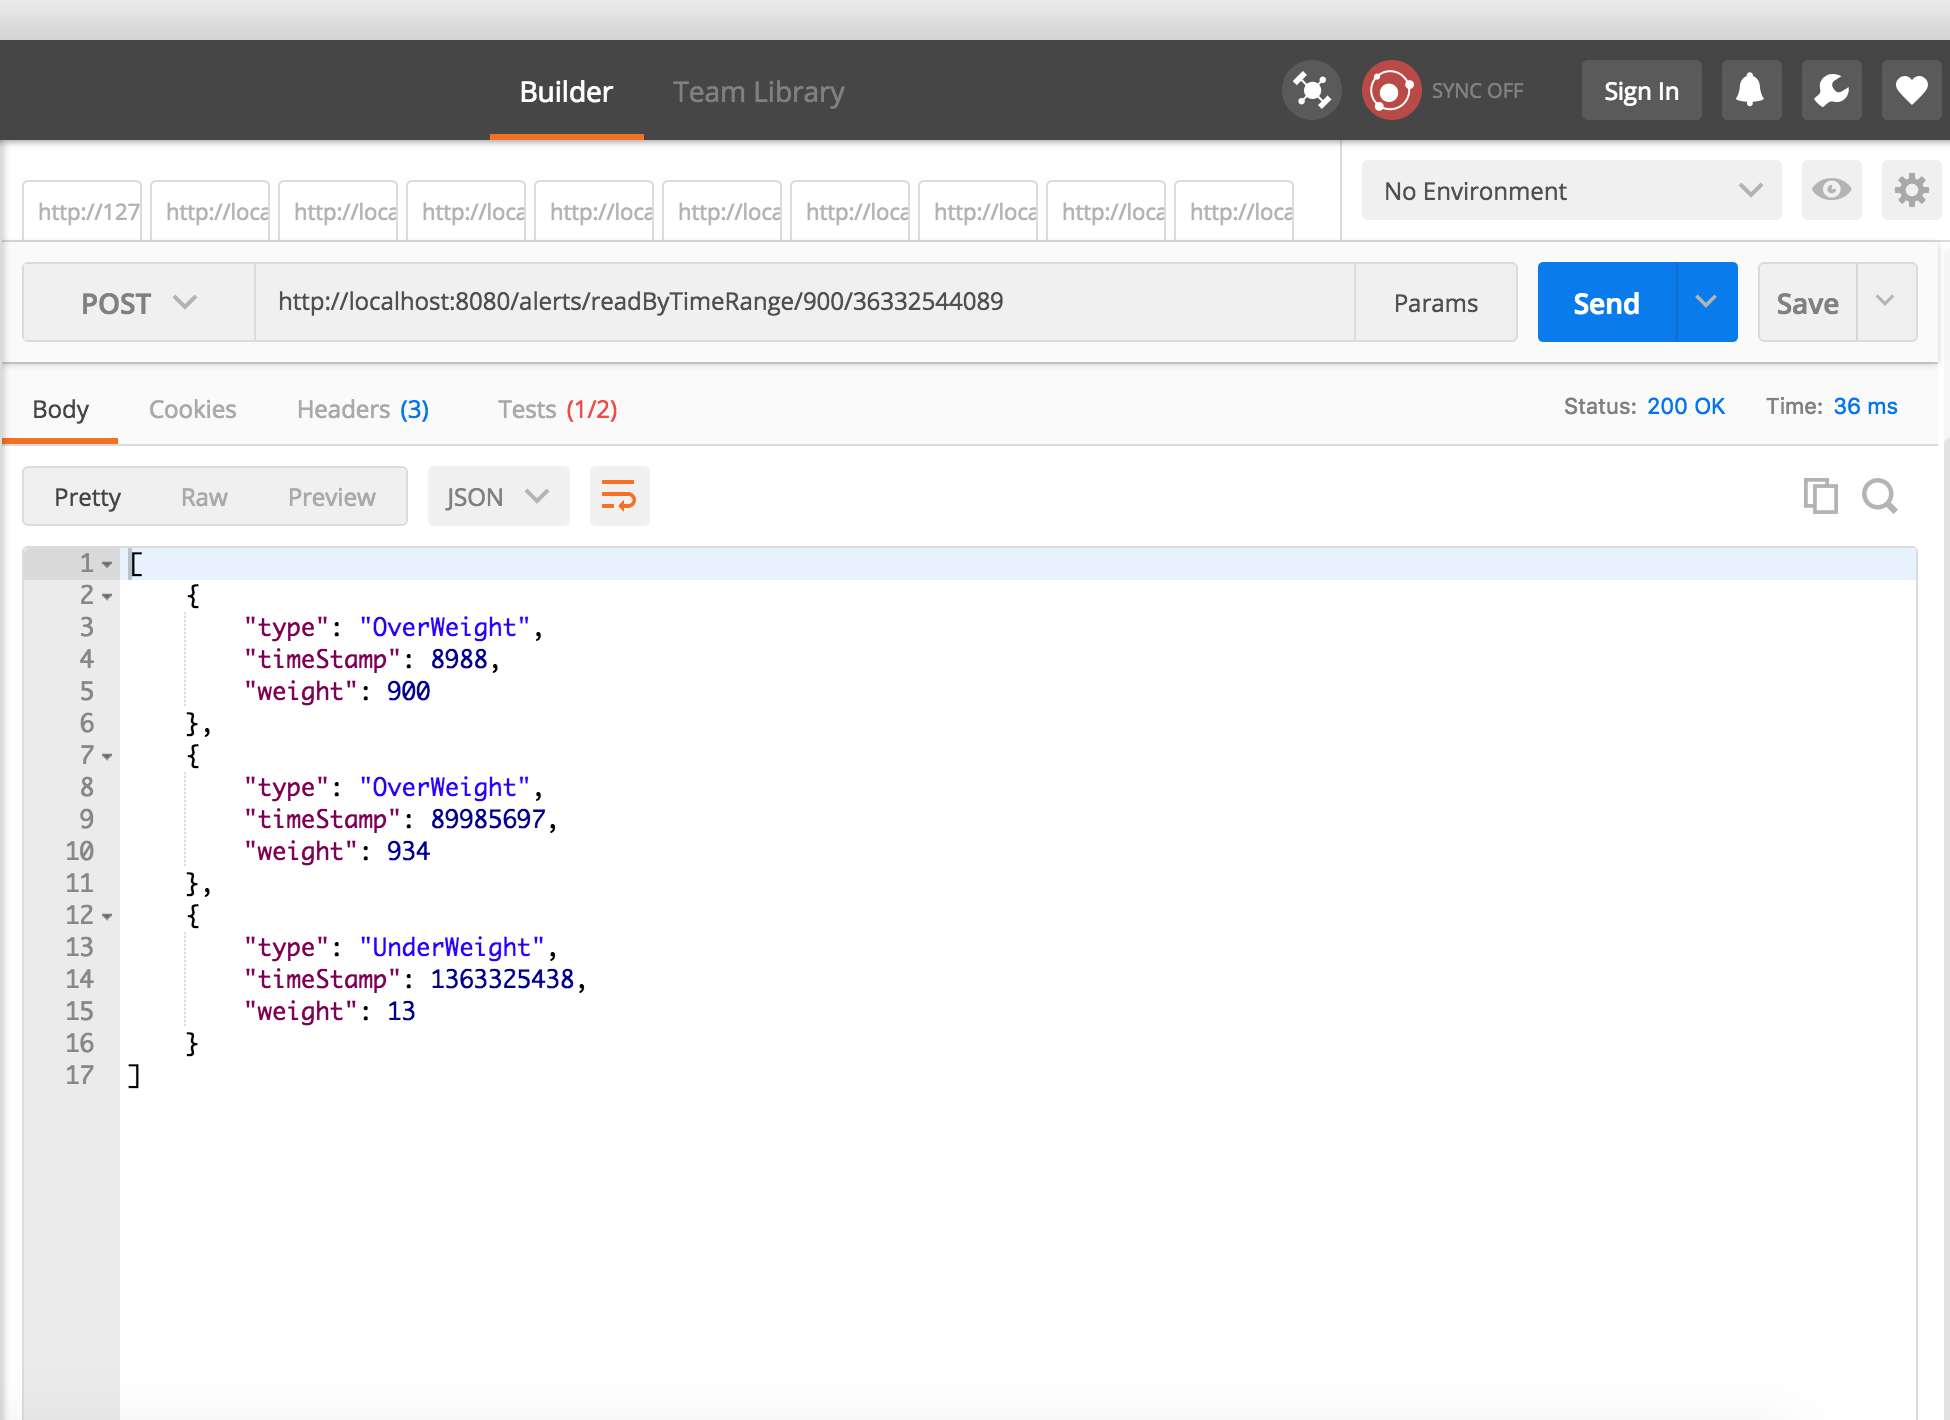 Builder Team Library SYNC OFF Sign In
http://127 http://loca http://loca http://loca http://loca http://loca http://loca http://loca http://loca http://loca No Environment
POST http://localhost:8080/alerts/readByTimeRange/900/36332544089 Params Send Save
Body Cookies Headers (3) Tests (1/2) Status: 200 OK Time: 36 ms
Pretty Raw Preview JSON
1 [
2 {
3 "type": "OverWeight",
4 "timeStamp": 8988,
5 "weight": 900
6 },
7 {
8 "type": "OverWeight",
9 "timeStamp": 89985697,
10 "weight": 934
11 },
12 {
13 "type": "UnderWeight",
14 "timeStamp": 1363325438,
15 "weight": 13
16 }
17 ]